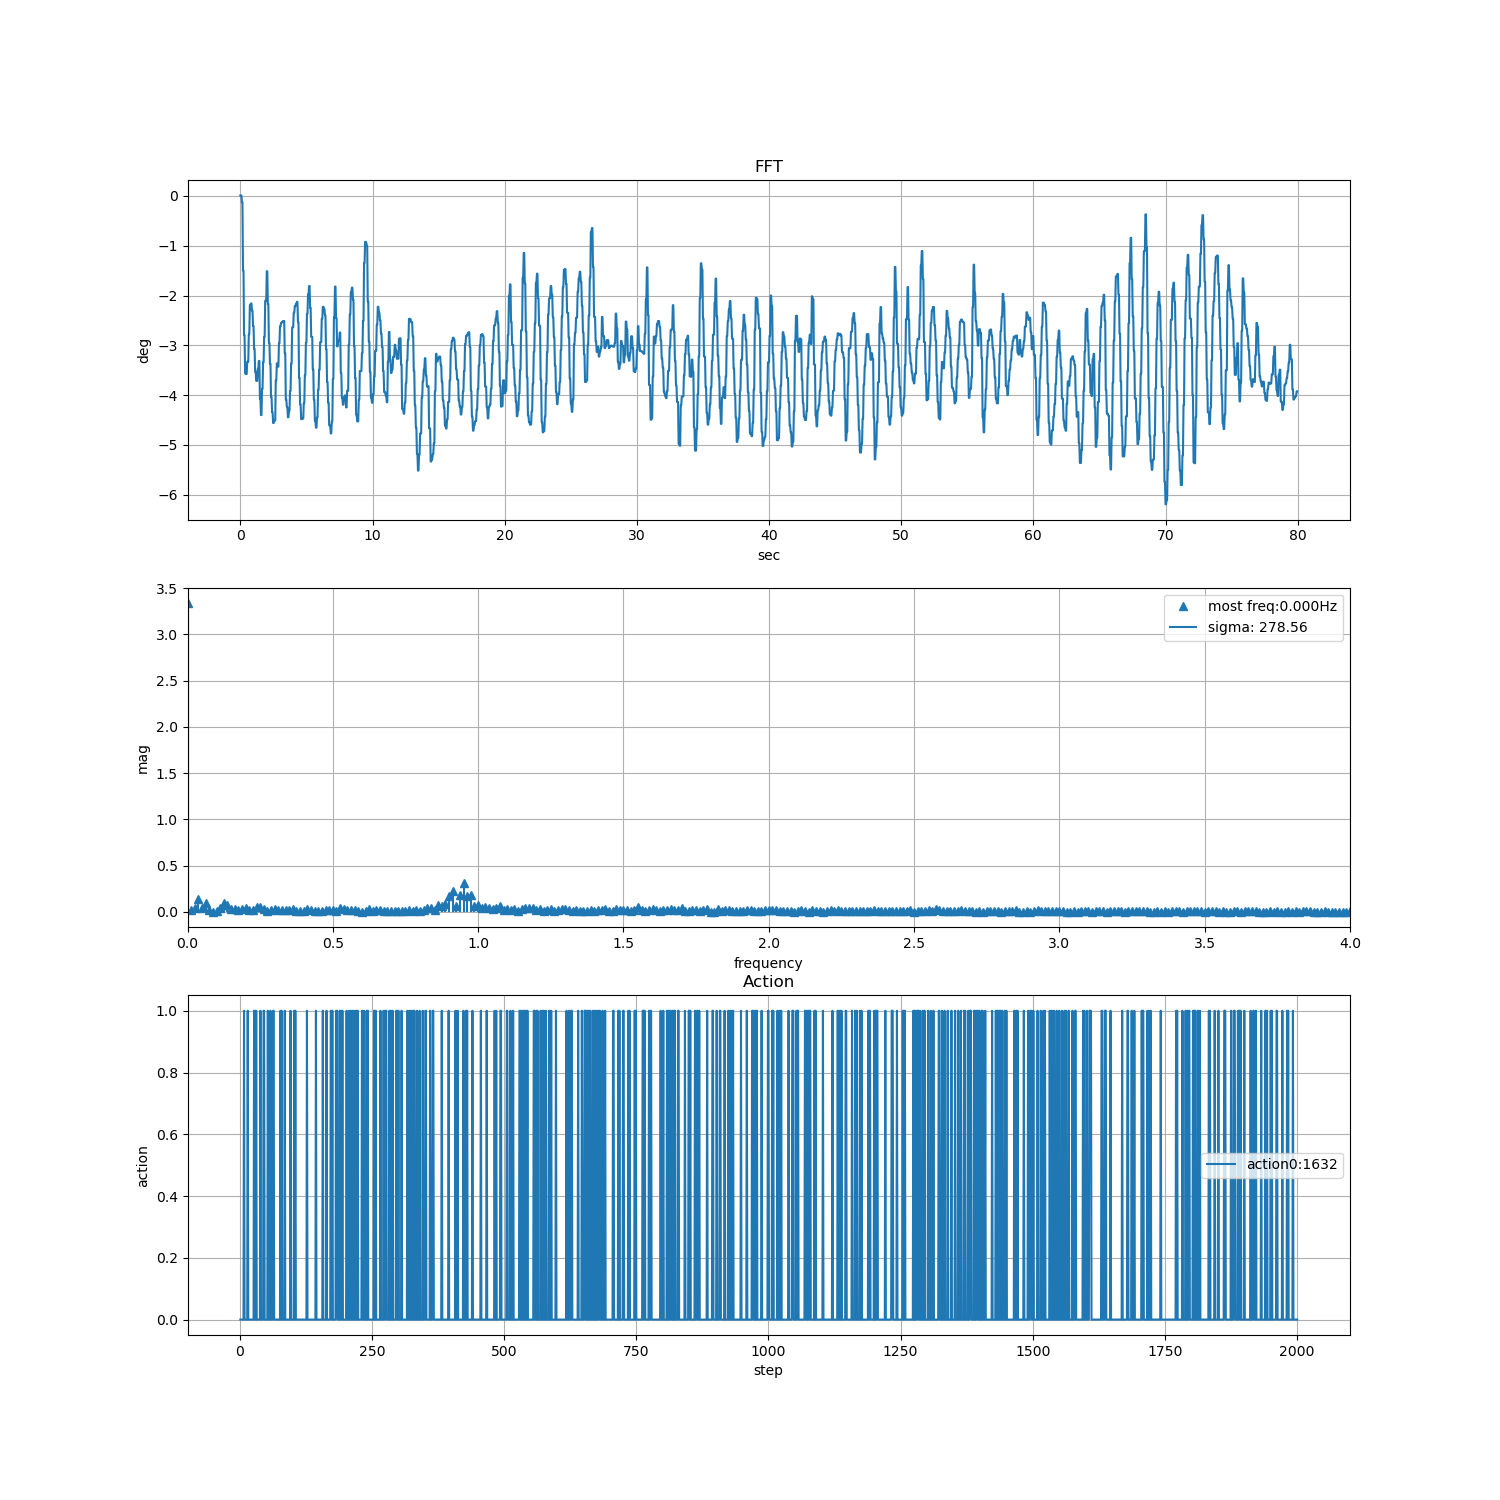 FFT
0
−1
−2
−3
−4
−5
−6
deg
0 10 20 30 40 50 60 70 80
sec
3.5
3.0
2.5
2.0
1.5
1.0
0.5
0.0
mag
most freq:0.000Hz
sigma: 278.56
0.0 0.5 1.0 1.5 2.0 2.5 3.0 3.5 4.0
frequency
Action
1.0
0.8
0.6
0.4
0.2
0.0
action
action0:1632
0 250 500 750 1000 1250 1500 1750 2000
step